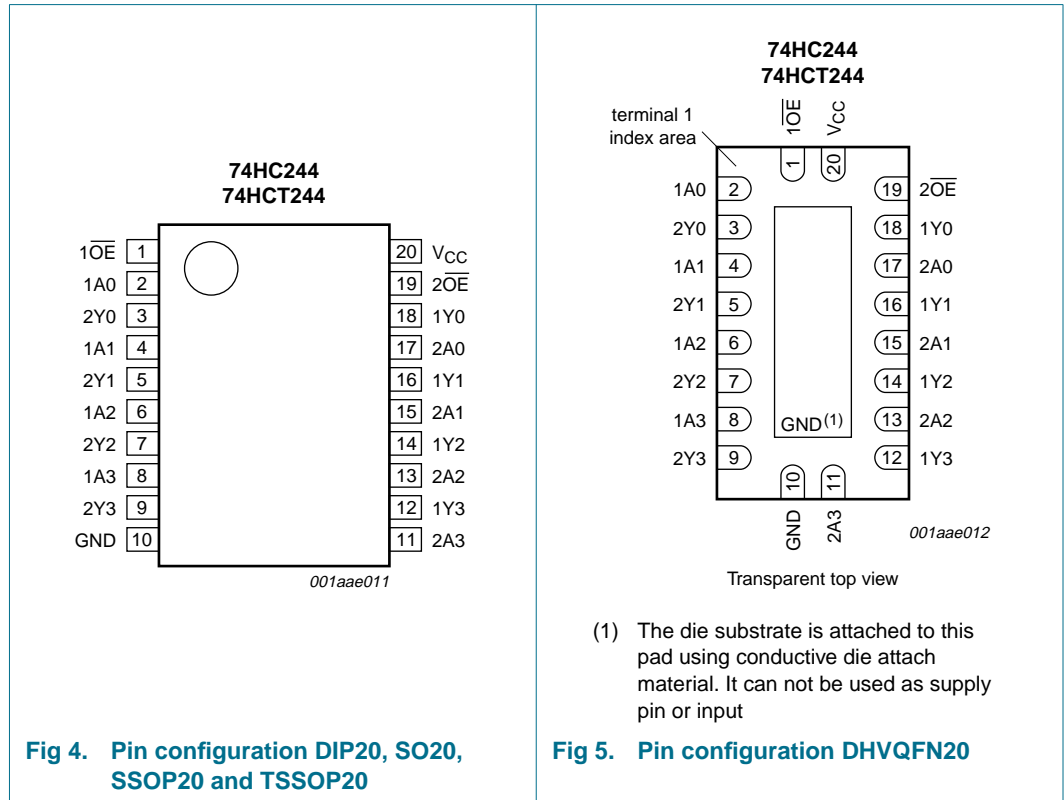 74HC244
74HCT244
1OE 1 20 VCC
1A0 2 19 2OE
2Y0 3 18 1Y0
1A1 4 17 2A0
2Y1 5 16 1Y1
1A2 6 15 2A1
2Y2 7 14 1Y2
1A3 8 13 2A2
2Y3 9 12 1Y3
GND 10 11 2A3
001aae011
Fig 4. Pin configuration DIP20, SO20,
SSOP20 and TSSOP20
74HC244
74HCT244
terminal 1
index area
1OE VCC
1 20
1A0 2 19 2OE
2Y0 3 18 1Y0
1A1 4 17 2A0
2Y1 5 16 1Y1
1A2 6 15 2A1
2Y2 7 14 1Y2
1A3 8 GND(1) 13 2A2
2Y3 9 12 1Y3
10 11
GND 2A3
001aae012
Transparent top view
(1) The die substrate is attached to this
pad using conductive die attach
material. It can not be used as supply
pin or input
Fig 5. Pin configuration DHVQFN20